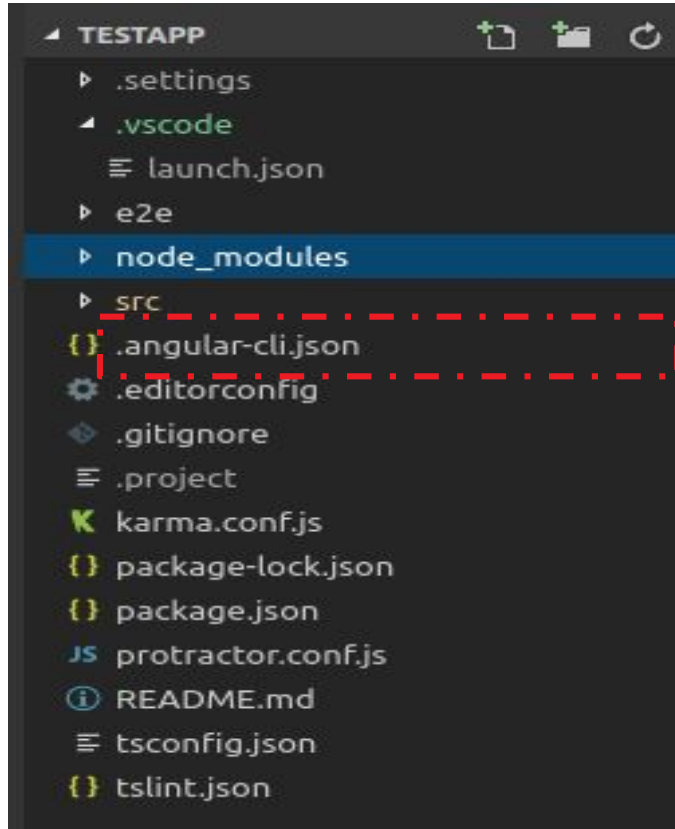 TESTAPP
.settings
.vscode
launch.json
e2e
node_modules
src
{} .angular-cli.json
.editorconfig
.gitignore
.project
K karma.conf.js
{} package-lock.json
{} package.json
JS protractor.conf.js
README.md
tsconfig.json
{} tslint.json